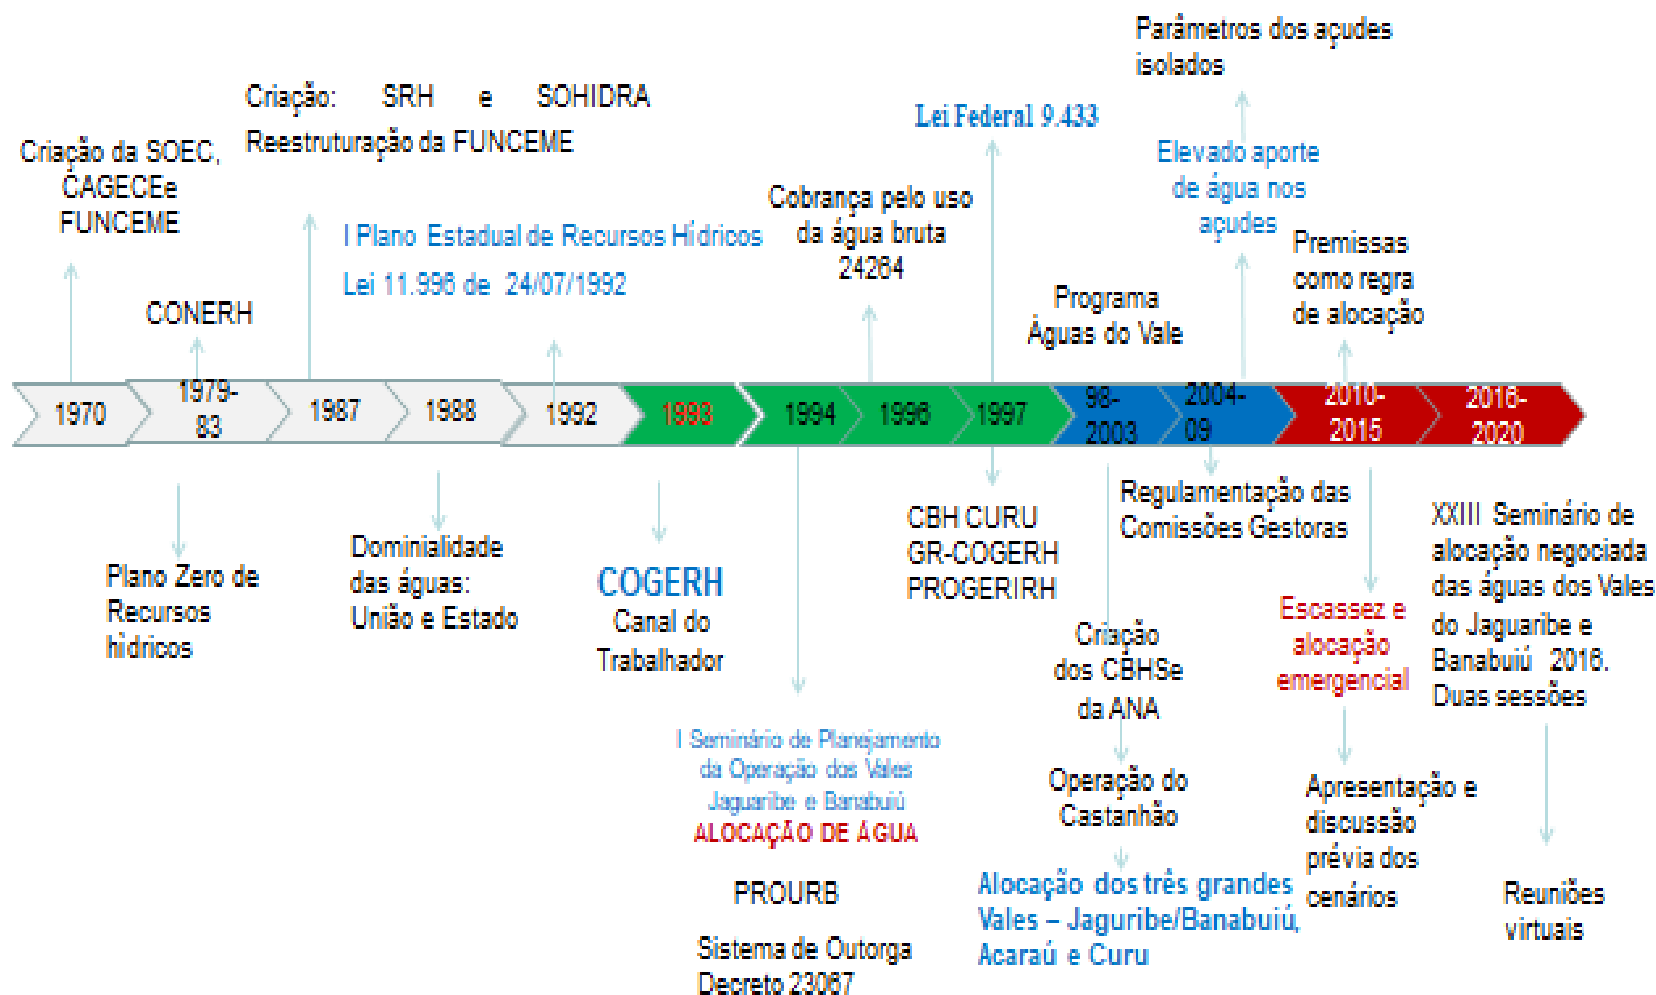 Parâmetros dos açudes
isolados
Criação: SRH e SOHIDRA
Reestruturação da FUNCEME
Lei Federal 9.433
Criação da SOEC,
CAGECEe
FUNCEME
Elevado aporte
de água nos
açudes
Cobrança pelo uso
da água bruta
24264
I Plano Estadual de Recursos Hídricos
Lei 11.996 de 24/07/1992
Premissas
como regra
de alocação
CONERH
Programa
Águas do Vale
1970
1979-
83
1987
1988
1992
1993
1994
1996
1997
98-
2003
2004-
09
2010-
2015
2016-
2020
Plano Zero de
Recursos
hídricos
Dominialidade
das águas:
União e Estado
COGERH
Canal do
Trabalhador
I Seminário de Planejamento
da Operação dos Vales
Jaguaribe e Banabuiú
ALOCAÇÃO DE ÁGUA
PROURB
Sistema de Outorga
Decreto 23067
CBH CURU
GR-COGERH
PROGERIRH
Criação
dos CBHSe
da ANA
Operação do
Castanhão
Alocação dos três grandes
Vales – Jaguribe/Banabuiú,
Acaraú e Curu
Regulamentação das
Comissões Gestoras
Escassez e
alocação
emergencial
Apresentação e
discussão
prévia dos
cenários
XXIII Seminário de
alocação negociada
das águas dos Vales
do Jaguaribe e
Banabuiú 2016.
Duas sessões
Reuniões
virtuais